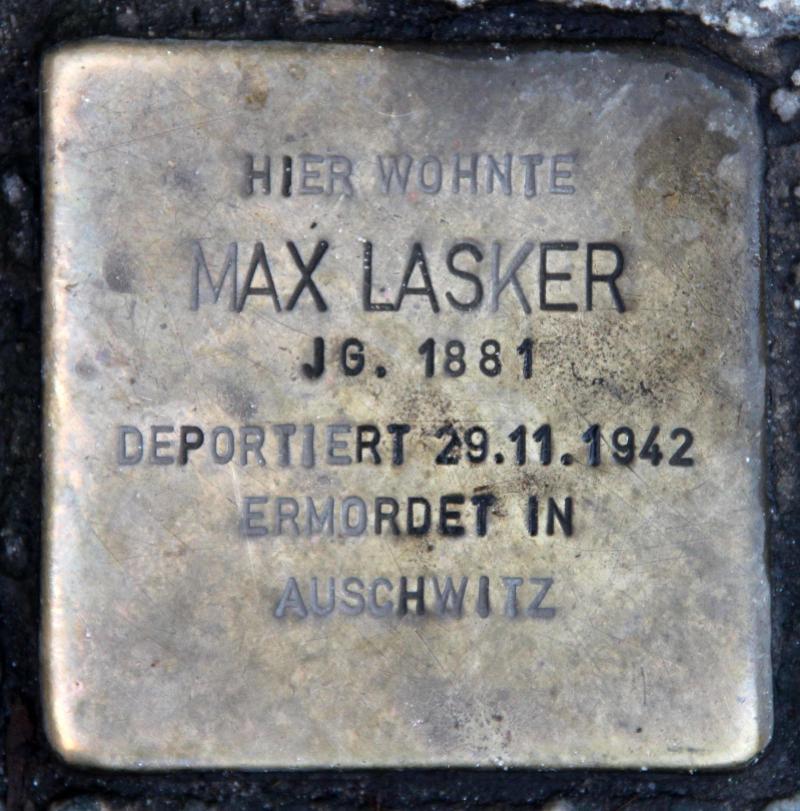 HIER WOHNTE
MAX LASKER
JG. 1881
DEPORTIERT 29.11.1942
ERMORDET IN
AUSCHWITZ